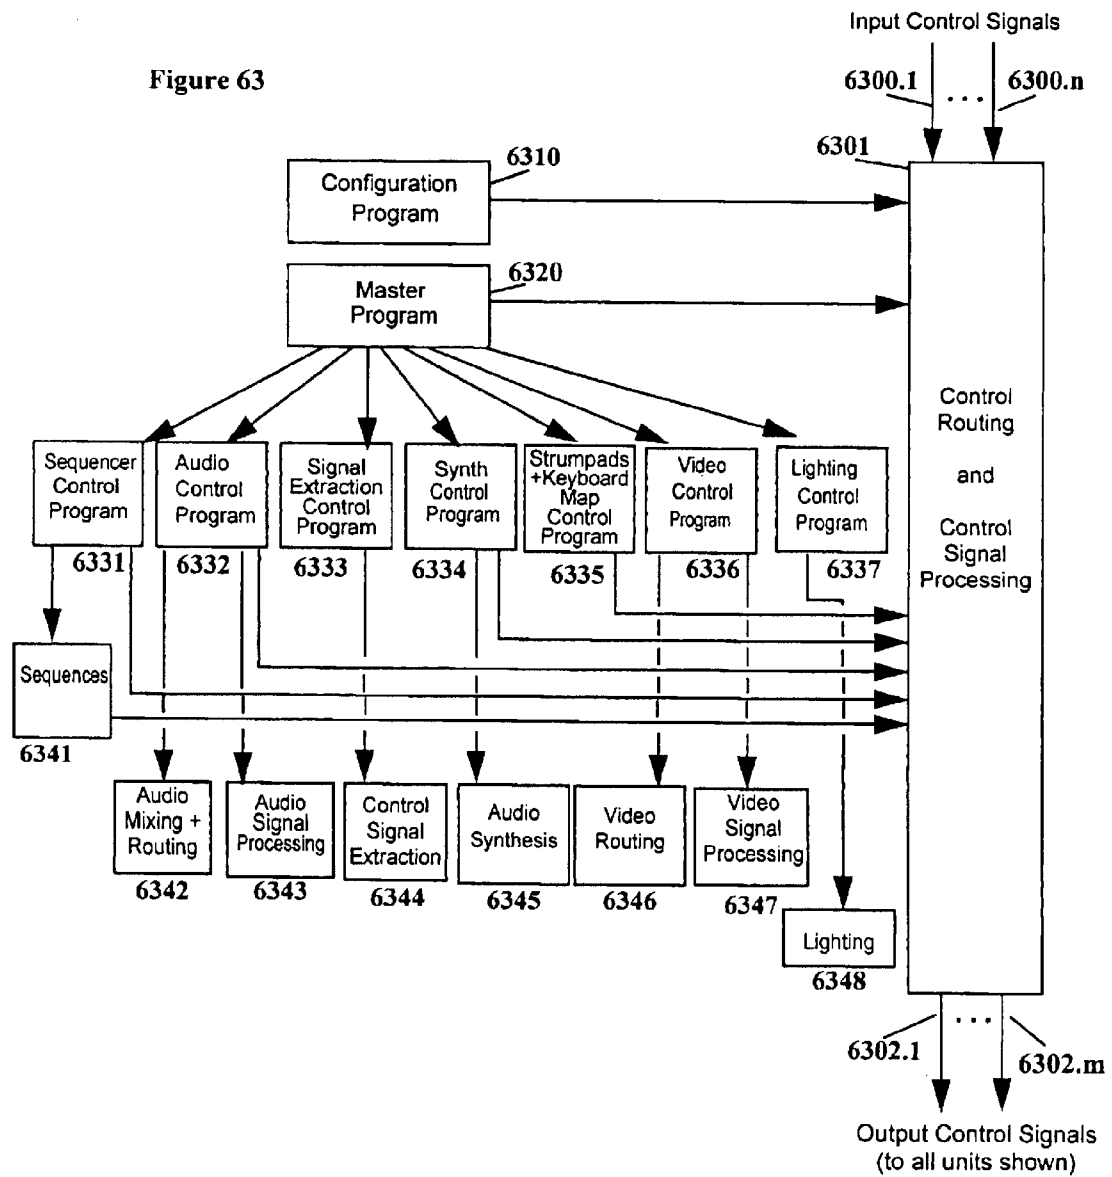 Input Control Signals
Figure 63
6300.1
...
6300.n
6301
6310
Configuration
Program
6320
Master
Program
Control
Routing
and
Control
Signal
Processing
Sequencer
Control
Program
Audio
Control
Program
Signal
Extraction
Control
Program
Synth
Control
Program
Strumpads
+Keyboard
Map
Control
Program
Video
Control
Program
Lighting
Control
Program
6331
6332
6333
6334
6335
6336
6337
Sequences
6341
Audio
Mixing +
Routing
Audio
Signal
Processing
Control
Signal
Extraction
Audio
Synthesis
Video
Routing
Video
Signal
Processing
6342
6343
6344
6345
6346
6347
Lighting
6348
6302.1
...
6302.m
Output Control Signals
(to all units shown)